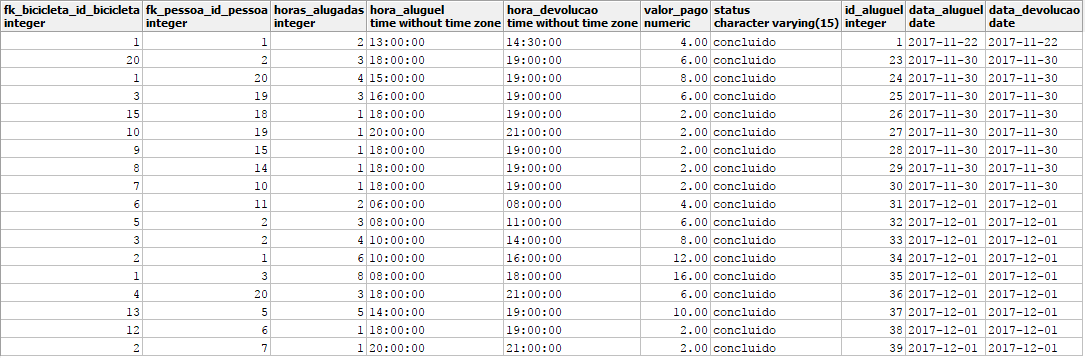 fk_bicicleta_id_bicicleta fk_pessoa_id_pessoa horas_alugadas hora_aluguel hora_devolucao valor_pago status id_aluguel data_aluguel data_devolucao
integer integer integer time without time zone time without time zone numeric character varying(15) integer date date
1 1 2 13:00:00 14:30:00 4.00 concluido 1 2017-11-22 2017-11-22
20 2 3 18:00:00 19:00:00 6.00 concluido 23 2017-11-30 2017-11-30
1 20 4 15:00:00 19:00:00 8.00 concluido 24 2017-11-30 2017-11-30
3 19 3 16:00:00 19:00:00 6.00 concluido 25 2017-11-30 2017-11-30
15 18 1 18:00:00 19:00:00 2.00 concluido 26 2017-11-30 2017-11-30
10 19 1 20:00:00 21:00:00 2.00 concluido 27 2017-11-30 2017-11-30
9 15 1 18:00:00 19:00:00 2.00 concluido 28 2017-11-30 2017-11-30
8 14 1 18:00:00 19:00:00 2.00 concluido 29 2017-11-30 2017-11-30
7 10 1 18:00:00 19:00:00 2.00 concluido 30 2017-11-30 2017-11-30
6 11 2 06:00:00 08:00:00 4.00 concluido 31 2017-12-01 2017-12-01
5 2 3 08:00:00 11:00:00 6.00 concluido 32 2017-12-01 2017-12-01
3 2 4 10:00:00 14:00:00 8.00 concluido 33 2017-12-01 2017-12-01
2 1 6 10:00:00 16:00:00 12.00 concluido 34 2017-12-01 2017-12-01
1 3 8 08:00:00 18:00:00 16.00 concluido 35 2017-12-01 2017-12-01
4 20 3 18:00:00 21:00:00 6.00 concluido 36 2017-12-01 2017-12-01
13 5 5 14:00:00 19:00:00 10.00 concluido 37 2017-12-01 2017-12-01
12 6 1 18:00:00 19:00:00 2.00 concluido 38 2017-12-01 2017-12-01
2 7 1 20:00:00 21:00:00 2.00 concluido 39 2017-12-01 2017-12-01